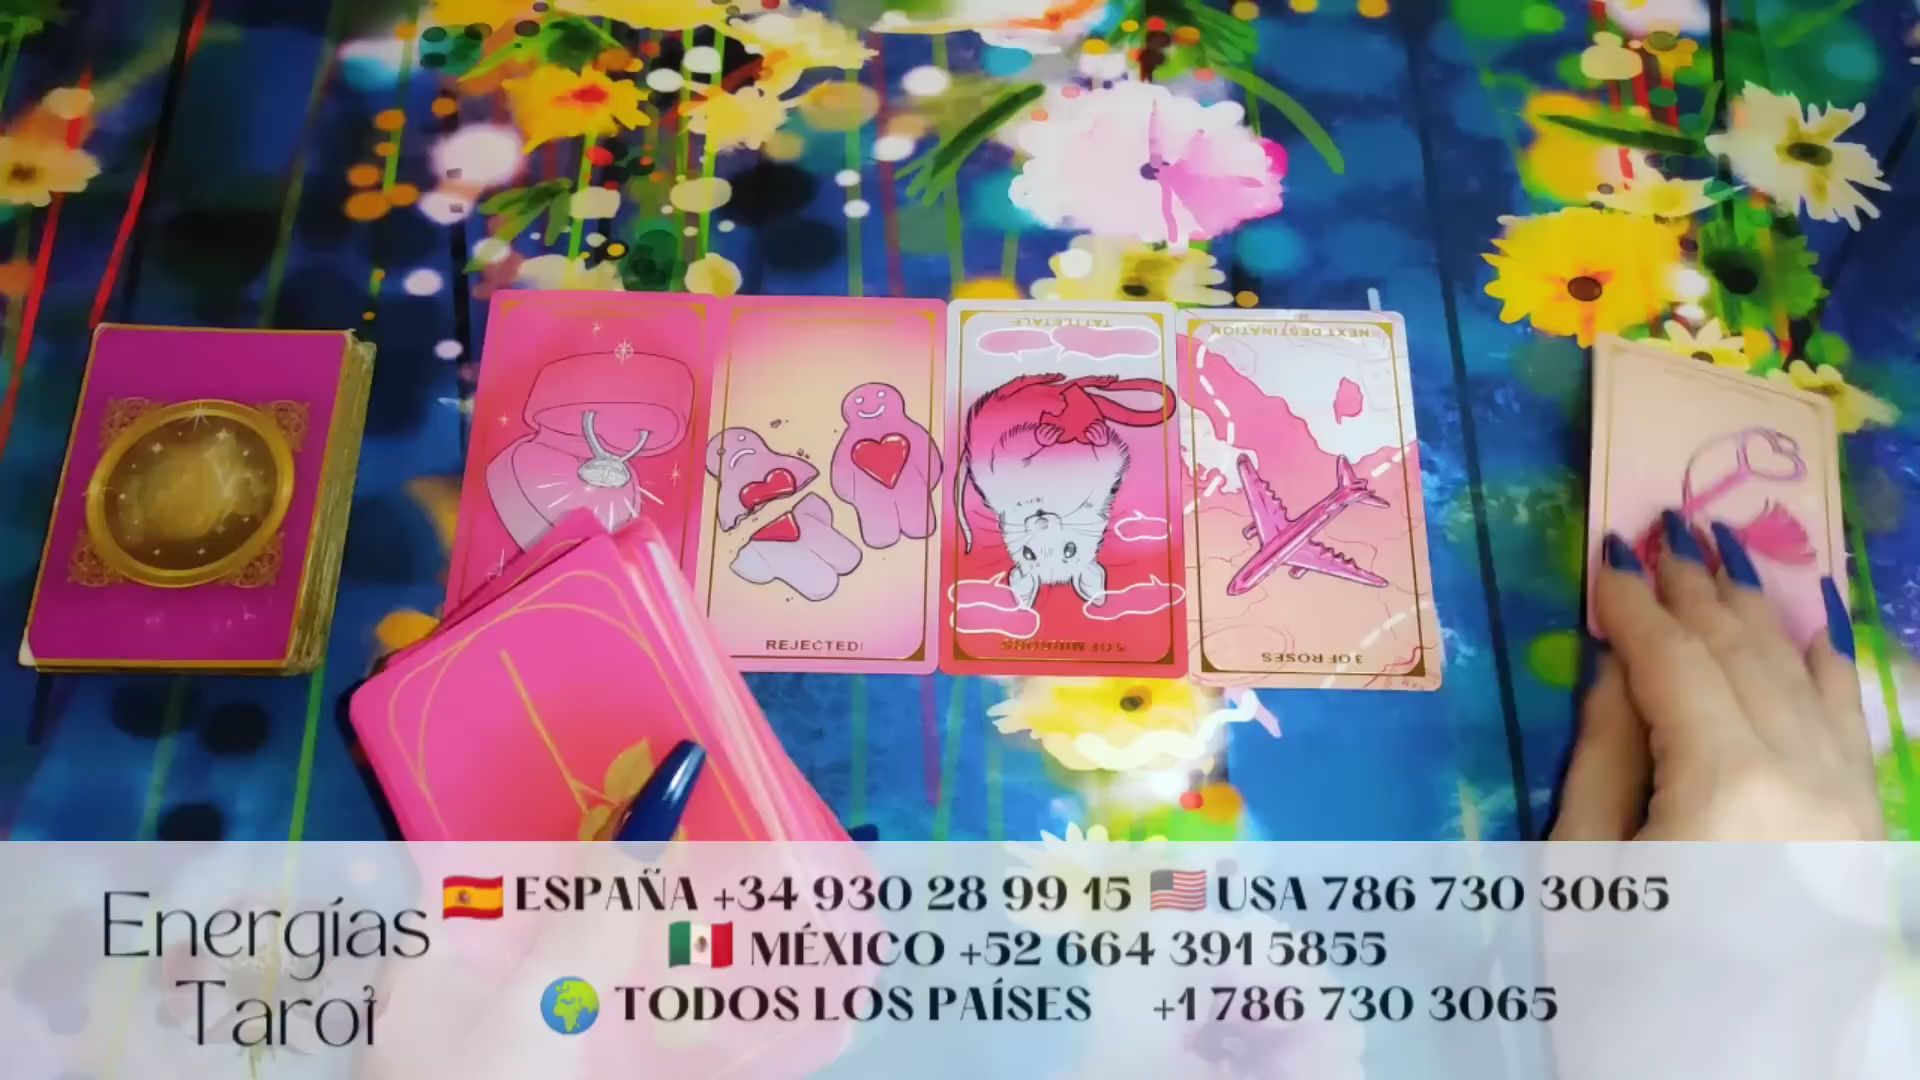 TATTLETALE
NEXT DESTINATION
REJECTED!
5 OF MIRRORS
3 OF ROSES
Energías
Tarot
ESPAÑA +34 930 28 99 15 USA 786 730 3065
MÉXICO +52 664 391 5855
TODOS LOS PAÍSES +1 786 730 3065